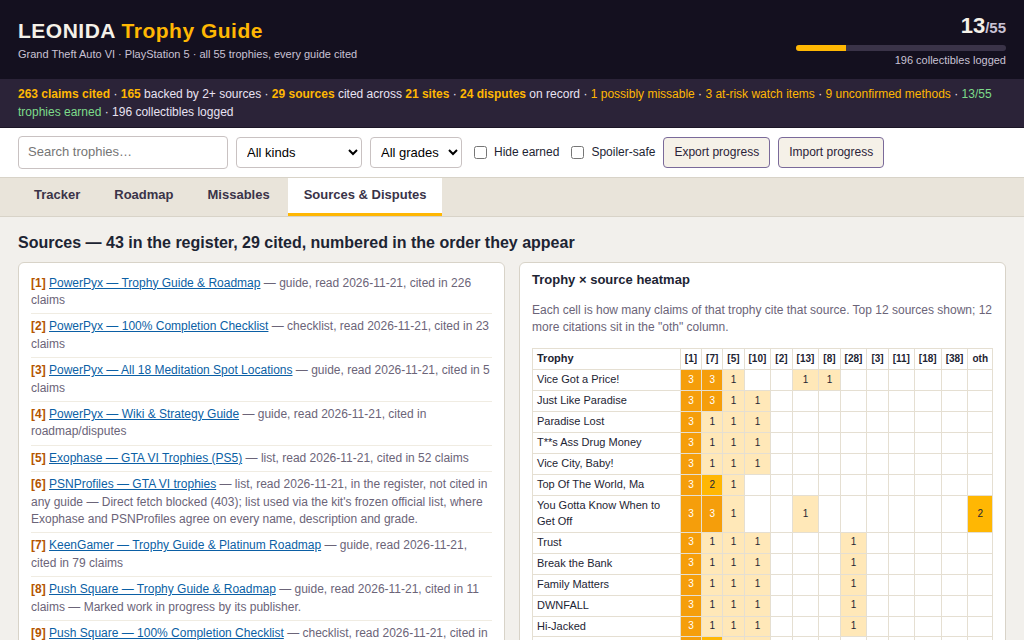 LEONIDA Trophy Guide
Grand Theft Auto VI · PlayStation 5 · all 55 trophies, every guide cited
13/55
196 collectibles logged
263 claims cited · 165 backed by 2+ sources · 29 sources cited across 21 sites · 24 disputes on record · 1 possibly missable · 3 at-risk watch items · 9 unconfirmed methods · 13/55
trophies earned · 196 collectibles logged
Search trophies…
All kinds
All grades
Hide earned
Spoiler-safe
Export progress
Import progress
Tracker
Roadmap
Missables
Sources & Disputes
Sources — 43 in the register, 29 cited, numbered in the order they appear
[1] PowerPyx — Trophy Guide & Roadmap — guide, read 2026-11-21, cited in 226
claims
[2] PowerPyx — 100% Completion Checklist — checklist, read 2026-11-21, cited in 23
claims
[3] PowerPyx — All 18 Meditation Spot Locations — guide, read 2026-11-21, cited in 5
claims
[4] PowerPyx — Wiki & Strategy Guide — guide, read 2026-11-21, cited in
roadmap/disputes
[5] Exophase — GTA VI Trophies (PS5) — list, read 2026-11-21, cited in 52 claims
[6] PSNProfiles — GTA VI trophies — list, read 2026-11-21, in the register, not cited in
any guide — Direct fetch blocked (403); list used via the kit's frozen official list, where
Exophase and PSNProfiles agree on every name, description and grade.
[7] KeenGamer — Trophy Guide & Platinum Roadmap — guide, read 2026-11-21,
cited in 79 claims
[8] Push Square — Trophy Guide & Roadmap — guide, read 2026-11-21, cited in 11
claims — Marked work in progress by its publisher.
[9] Push Square — 100% Completion Checklist — checklist, read 2026-11-21, cited in
Trophy × source heatmap
Each cell is how many claims of that trophy cite that source. Top 12 sources shown; 12
more citations sit in the "oth" column.
Trophy [1] [7] [5] [10] [2] [13] [8] [28] [3] [11] [18] [38] oth
Vice Got a Price! 3 3 1 1 1
Just Like Paradise 3 3 1 1
Paradise Lost 3 1 1 1
T**s Ass Drug Money 3 1 1 1
Vice City, Baby! 3 1 1 1
Top Of The World, Ma 3 2 1
You Gotta Know When to
Get Off 3 3 1 1 2
Trust 3 1 1 1 1
Break the Bank 3 1 1 1 1
Family Matters 3 1 1 1 1
DWNFALL 3 1 1 1 1
Hi-Jacked 3 1 1 1 1